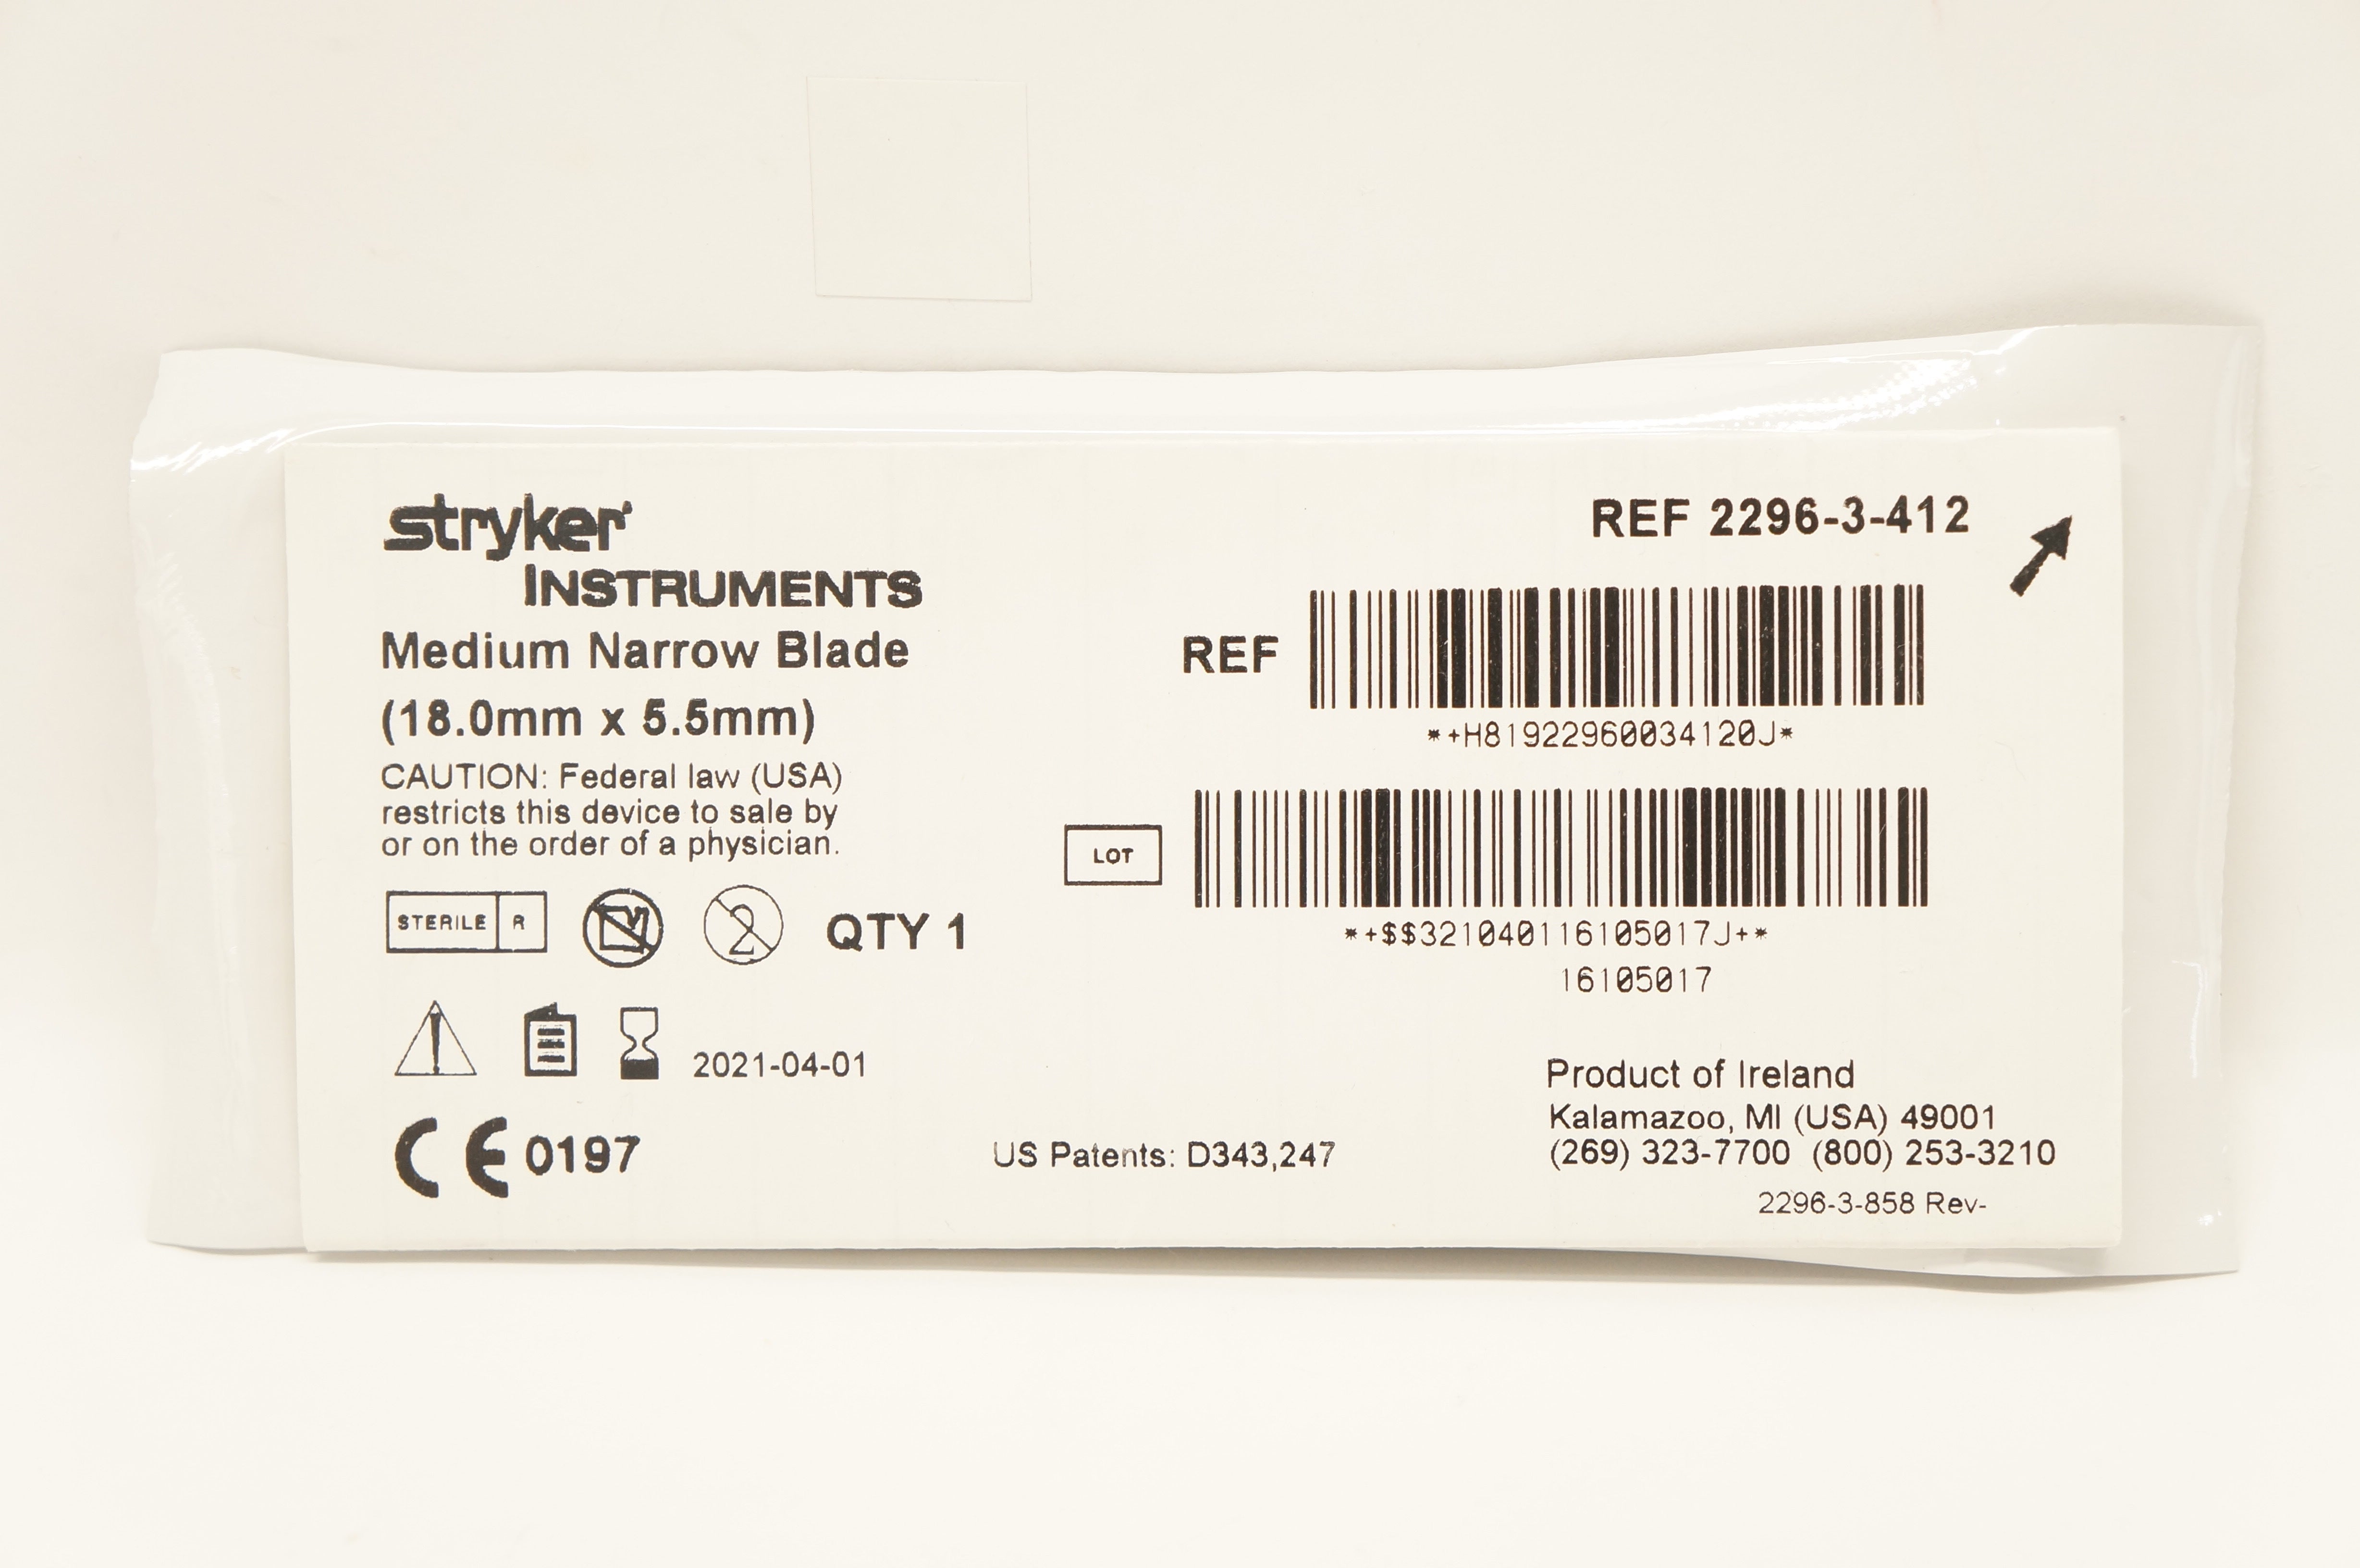 stryker
INSTRUMENTS
Medium Narrow Blade
(18.0mm x 5.5mm)
CAUTION: Federal law (USA)
restricts this device to sale by
or on the order of a physician.
STERILE R
2
QTY 1
2021-04-01
CE 0197
US Patents: D343,247
REF 2296-3-412
REF
*+H81922960034120J*
LOT
*+$$321040116105017J+*
16105017
Product of Ireland
Kalamazoo, MI (USA) 49001
(269) 323-7700 (800) 253-3210
2296-3-858 Rev-